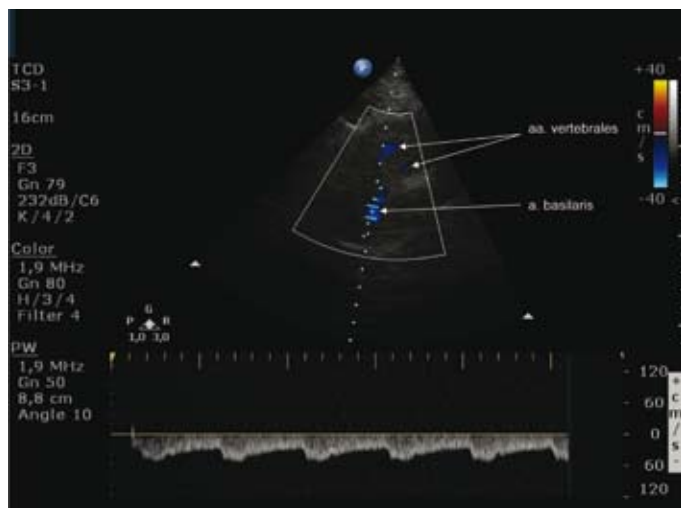 TCD
S3-1
16cm
2D
F3
Gn 79
232dB/C6
K/4/2
Color
1,9 MHz
Gn 80
H/3/4
Filter 4
PW
1,9 MHz
Gn 50
8,8 cm
Angle 10
G
P R
1,0 3,0
aa. vertebrales
a. basilaris
+40
c
m
/
s
-40
120
60
0
60
120
+
c
m
/
s
-